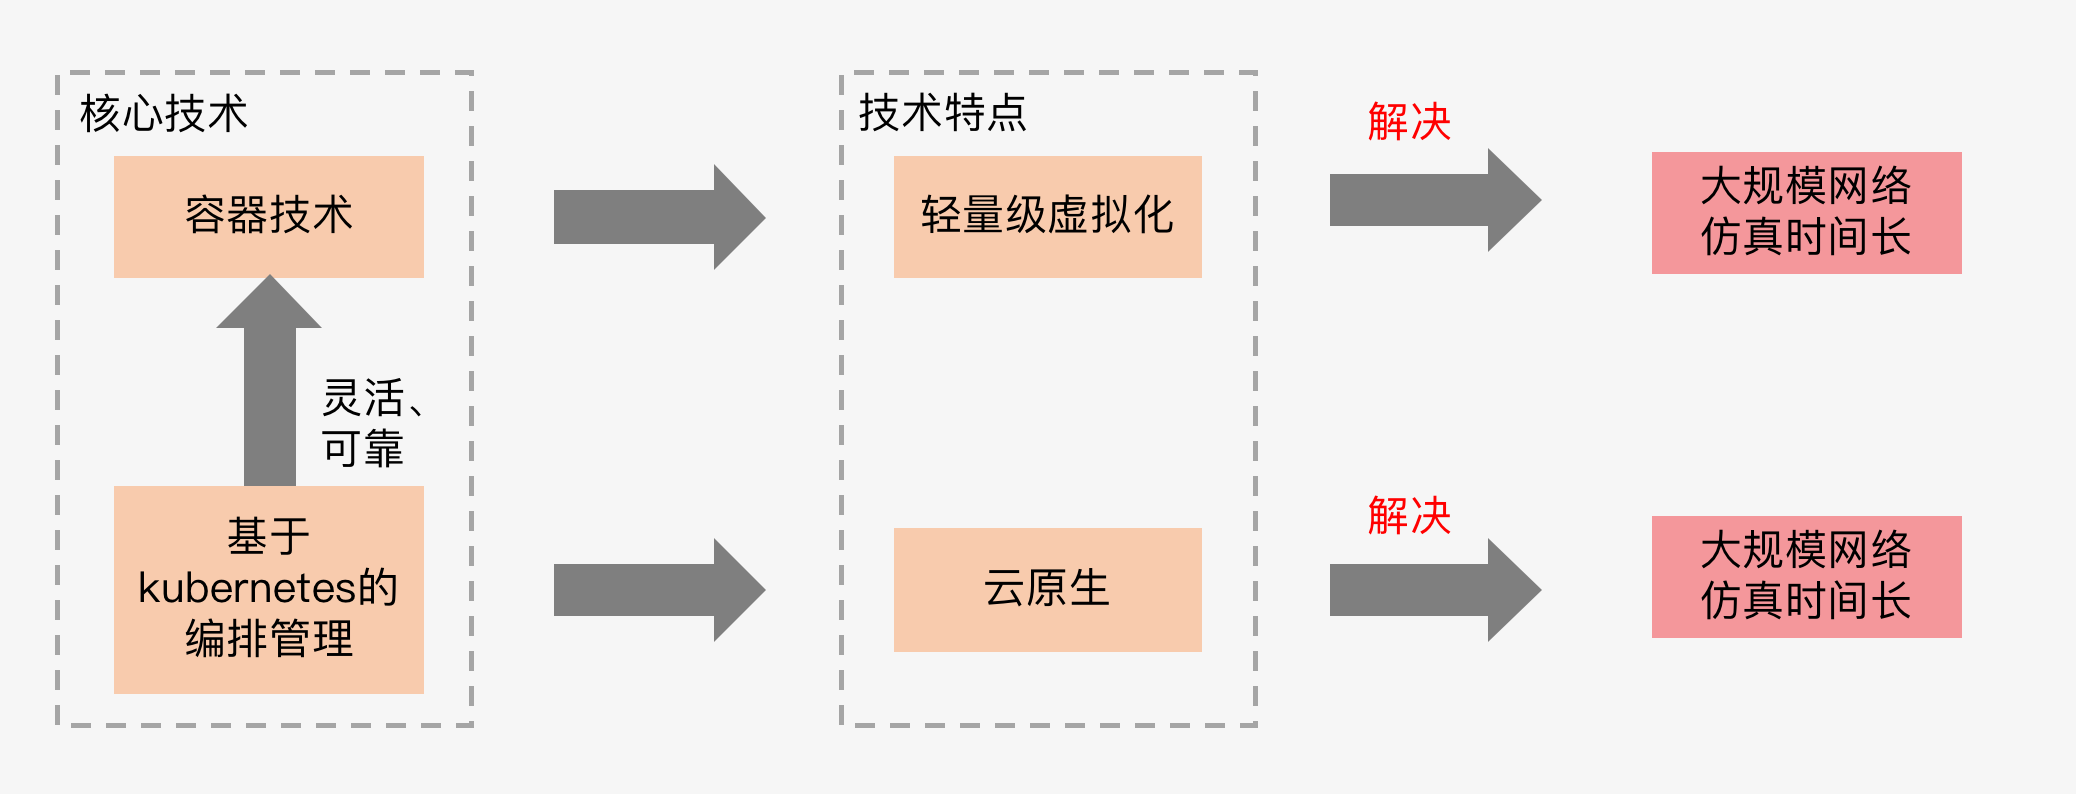 核心技术
容器技术
灵活、
可靠
基于
kubernetes的
编排管理
技术特点
轻量级虚拟化
云原生
解决
大规模网络
仿真时间长
解决
大规模网络
仿真时间长